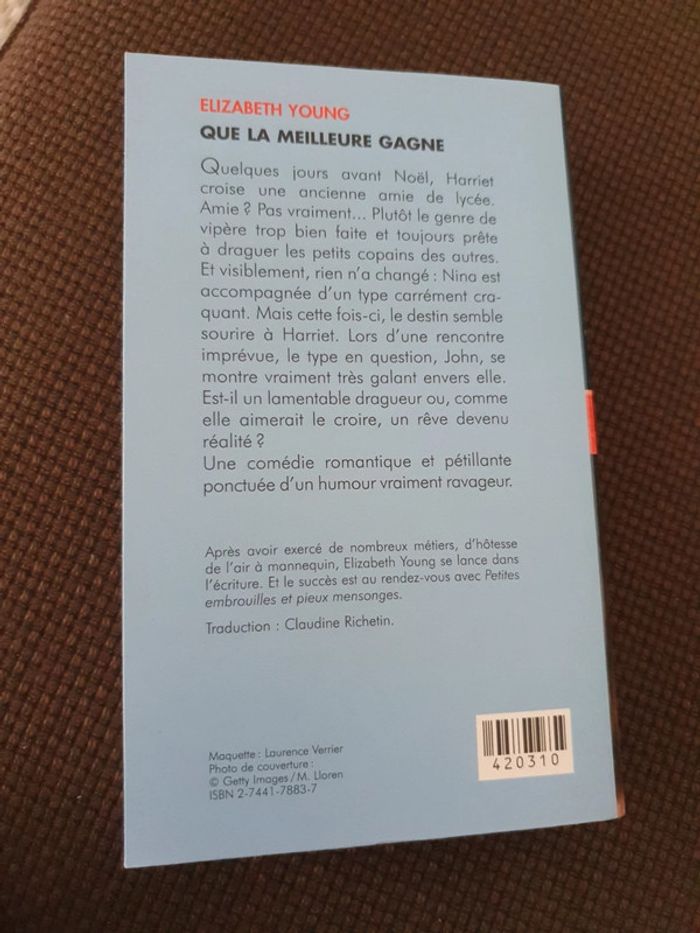 ELIZABETH YOUNG
QUE LA MEILLEURE GAGNE
Quelques jours avant Noël, Harriet
croise une ancienne amie de lycée.
Amie ? Pas vraiment... Plutôt le genre de
vipère trop bien faite et toujours prête
à draguer les petits copains des autres.
Et visiblement, rien n'a changé : Nina est
accompagnée d'un type carrément cra-
quant. Mais cette fois-ci, le destin semble
sourire à Harriet. Lors d'une rencontre
imprévue, le type en question, John, se
montre vraiment très galant envers elle.
Est-il un lamentable dragueur ou, comme
elle aimerait le croire, un rêve devenu
réalité ?
Une comédie romantique et pétillante
ponctuée d'un humour vraiment ravageur.
Après avoir exercé de nombreux métiers, d'hôtesse
de l'air à mannequin, Elizabeth Young se lance dans
l'écriture. Et le succès est au rendez-vous avec Petites
embrouilles et pieux mensonges.
Traduction : Claudine Richetin.
Maquette : Laurence Verrier
Photo de couverture :
© Getty Images / M. Lloren
ISBN 2-7441-7883-7
420310